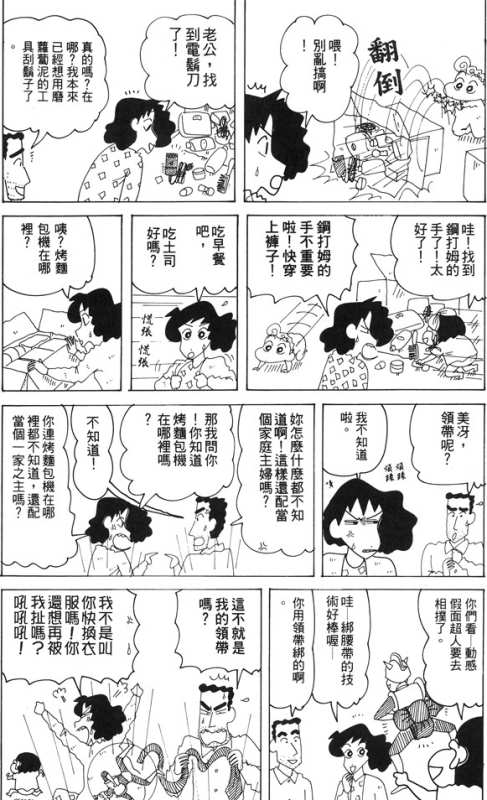 喂！
別亂搞啊
！
翻倒
老公，找
到電鬍刀
了！
真的嗎？在
哪？我本來
已經想用磨
蘿蔔泥的工
具刮鬍子了
。
哇！找到
鋼打姆的
手了！太
好了！
鋼打姆的
手不重要
啦！快穿
上褲子！
吃早餐
吧，
吃土司
好嗎？
慌張
慌張
咦？烤麵
包機在哪
裡？
美冴，
領帶呢？
我不知道
啦。
煩躁
煩躁
妳怎麼什麼都不知
道啊！這樣還配當
個家庭主婦嗎？
那我問你
！你知道
烤麵包機
在哪裡嗎
？
不知道！
你連烤麵包機在哪
裡都不知道，還配
當個一家之主嗎？
你們看—動感
假面超人要去
相撲了。
哇—綁腰帶的技
術好棒喔—
你用領帶綁的啊
。
這不就是
我的領帶
嗎？
我不是叫
你快換衣
服嗎！你
還想再被
我扯嗎？
吼吼吼！